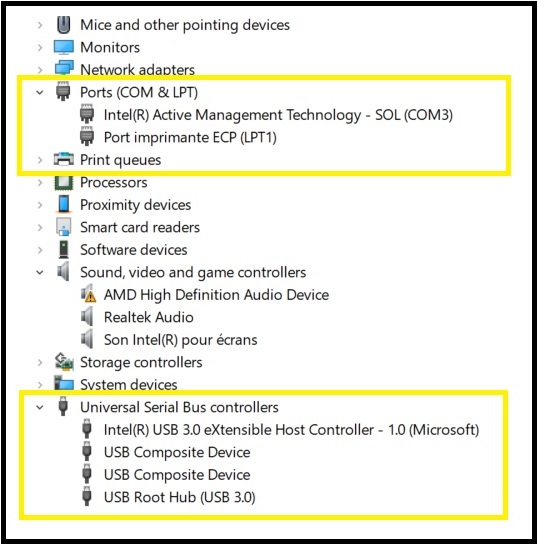 Mice and other pointing devices
Monitors
Network adapters
Ports (COM & LPT)
Intel(R) Active Management Technology - SOL (COM3)
Port imprimante ECP (LPT1)
Print queues
Processors
Proximity devices
Smart card readers
Software devices
Sound, video and game controllers
AMD High Definition Audio Device
Realtek Audio
Son Intel(R) pour écrans
Storage controllers
System devices
Universal Serial Bus controllers
Intel(R) USB 3.0 eXtensible Host Controller - 1.0 (Microsoft)
USB Composite Device
USB Composite Device
USB Root Hub (USB 3.0)